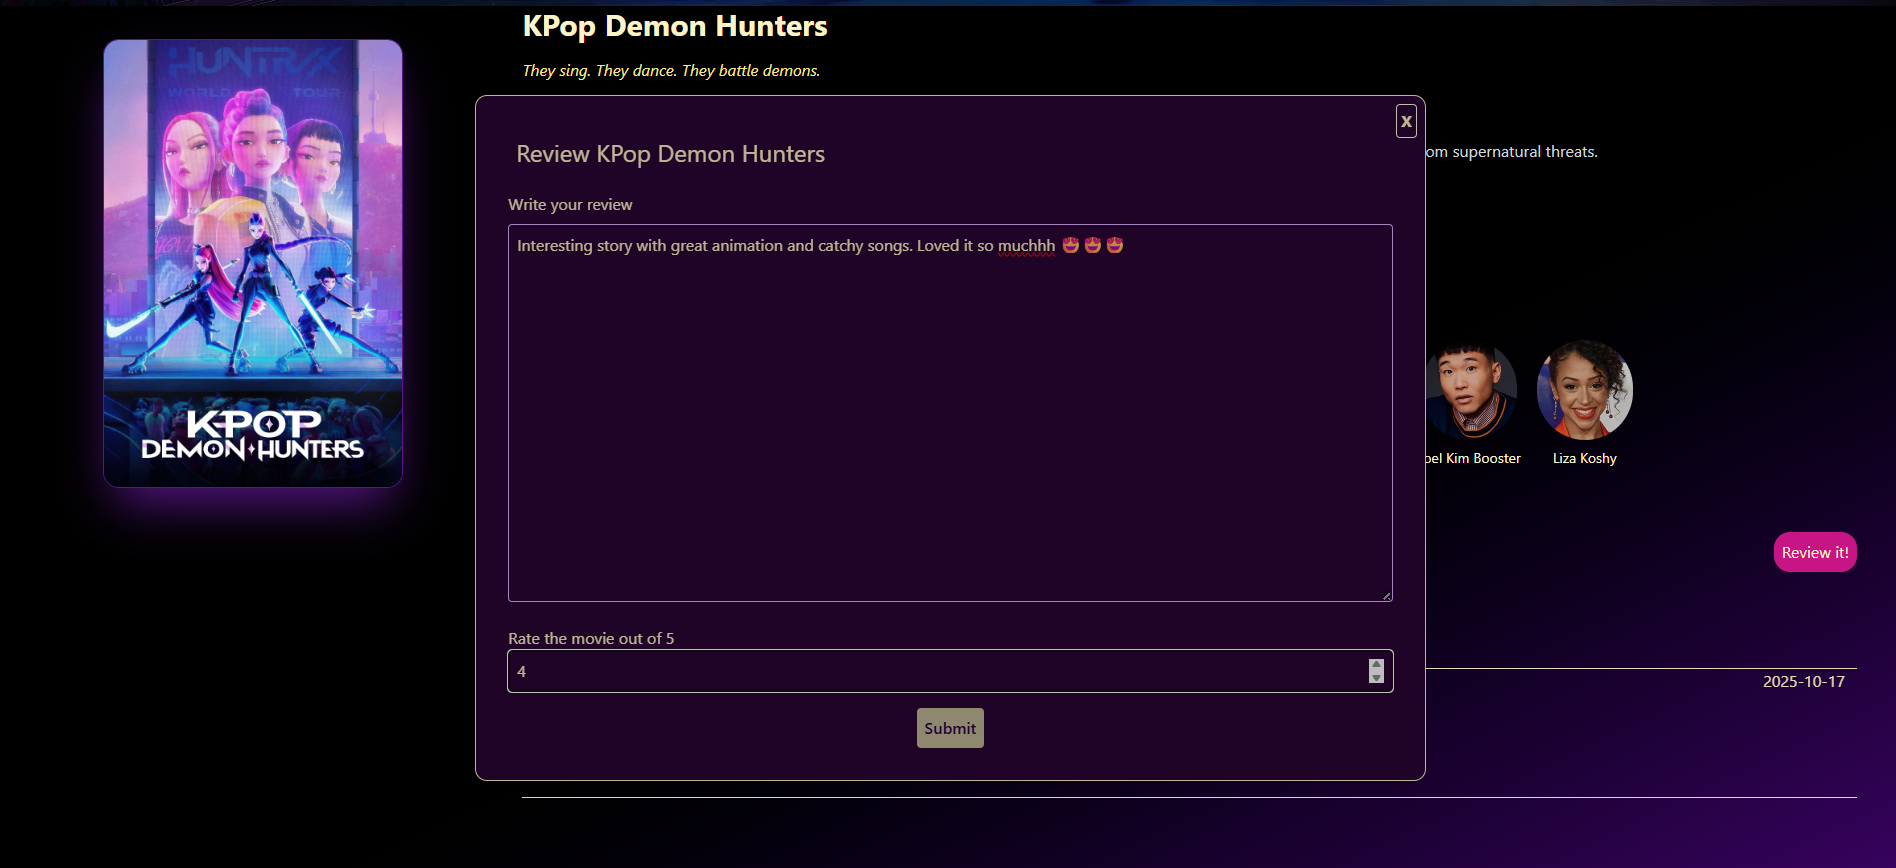 KPop Demon Hunters
They sing. They dance. They battle demons.
HUNTR/X
WORLD TOUR
KPOP
DEMON HUNTERS
x
Review KPop Demon Hunters
om supernatural threats.
Write your review
Interesting story with great animation and catchy songs. Loved it so muchhh 🤩🤩🤩
oel Kim Booster
Liza Koshy
Review it!
Rate the movie out of 5
4
2025-10-17
Submit